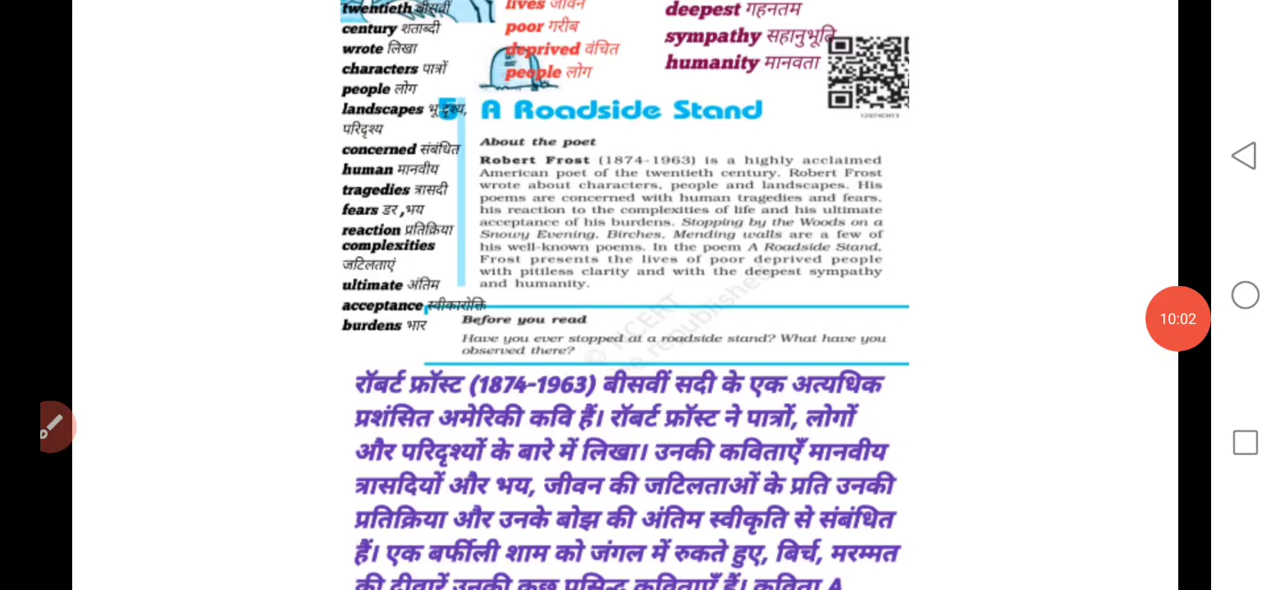 twentieth बीसवीं
century शताब्दी
wrote लिखा
characters पात्रों
people लोग
landscapes भू दृश्य,
परिदृश्य
concerned संबंधित
human मानवीय
tragedies त्रासदी
fears डर ,भय
reaction प्रतिक्रिया
complexities
जटिलताएं
ultimate अंतिम
acceptance स्वीकारोक्ति
burdens भार
lives जीवन
poor गरीब
deprived वंचित
people लोग
deepest गहनतम
sympathy सहानुभूति
humanity मानवता
12074CH13
5 A Roadside Stand
About the poet
Robert Frost (1874-1963) is a highly acclaimed
American poet of the twentieth century. Robert Frost
wrote about characters, people and landscapes. His
poems are concerned with human tragedies and fears,
his reaction to the complexities of life and his ultimate
acceptance of his burdens. Stopping by the Woods on a
Snowy Evening, Birches, Mending walls are a few of
his well-known poems. In the poem A Roadside Stand,
Frost presents the lives of poor deprived people
with pitiless clarity and with the deepest sympathy
and humanity.
Before you read
Have you ever stopped at a roadside stand? What have you
observed there?
© NCERT
republished
रॉबर्ट फ्रॉस्ट (1874-1963) बीसवीं सदी के एक अत्यधिक
प्रशंसित अमेरिकी कवि हैं। रॉबर्ट फ्रॉस्ट ने पात्रों, लोगों
और परिदृश्यों के बारे में लिखा। उनकी कविताएँ मानवीय
त्रासदियों और भय, जीवन की जटिलताओं के प्रति उनकी
प्रतिक्रिया और उनके बोझ की अंतिम स्वीकृति से संबंधित
हैं। एक बर्फीली शाम को जंगल में रुकते हुए, बिर्च, मरम्मत
की दीवारें उनकी कुछ प्रसिद्ध कविताएँ हैं। कविता A
10:02